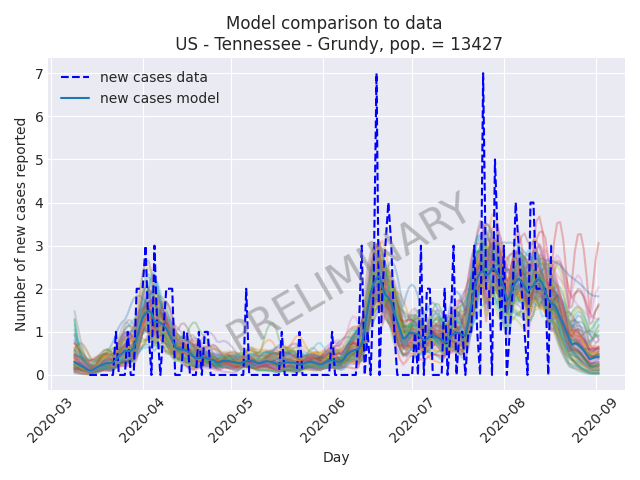 Model comparison to data
US - Tennessee - Grundy, pop. = 13427
new cases data
new cases model
Number of new cases reported
7
6
5
4
3
2
1
0
PRELIMINARY
2020-03
2020-04
2020-05
2020-06
2020-07
2020-08
2020-09
Day